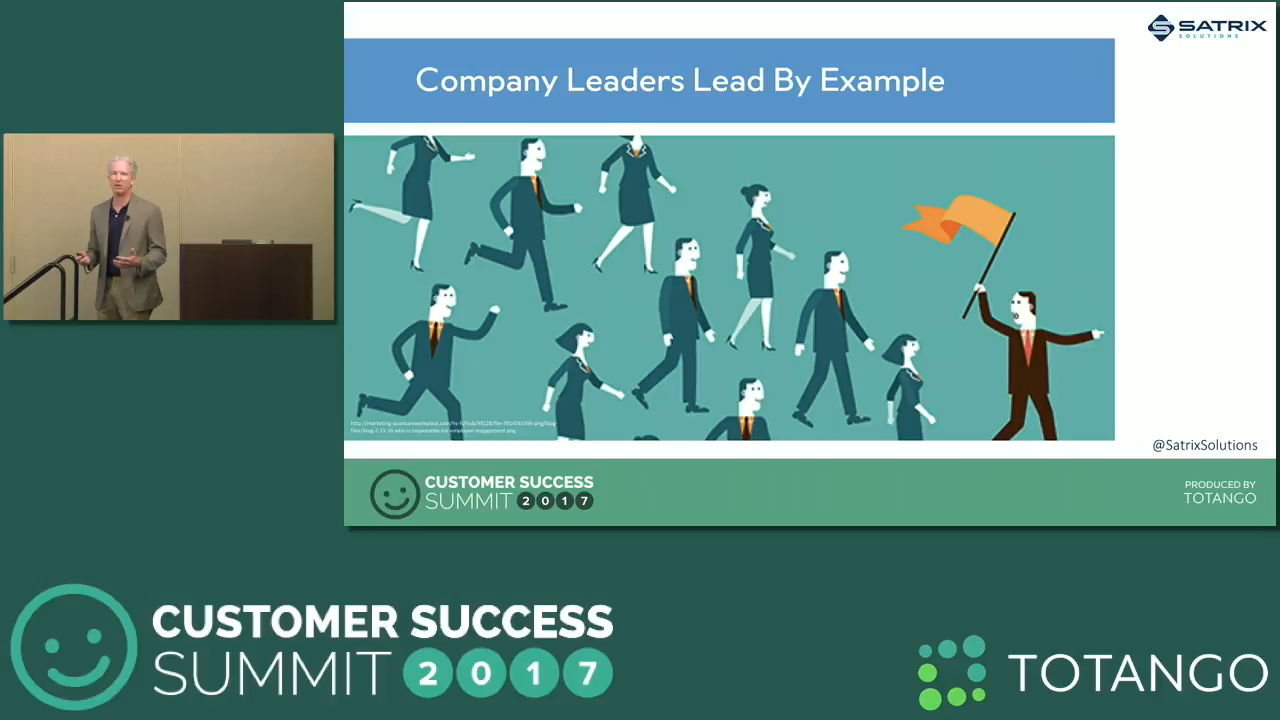 SATRIX
SOLUTIONS
Company Leaders Lead By Example
@SatrixSolutions
CUSTOMER SUCCESS
SUMMIT 2017
PRODUCED BY
TOTANGO
CUSTOMER SUCCESS
SUMMIT 2017
TOTANGO